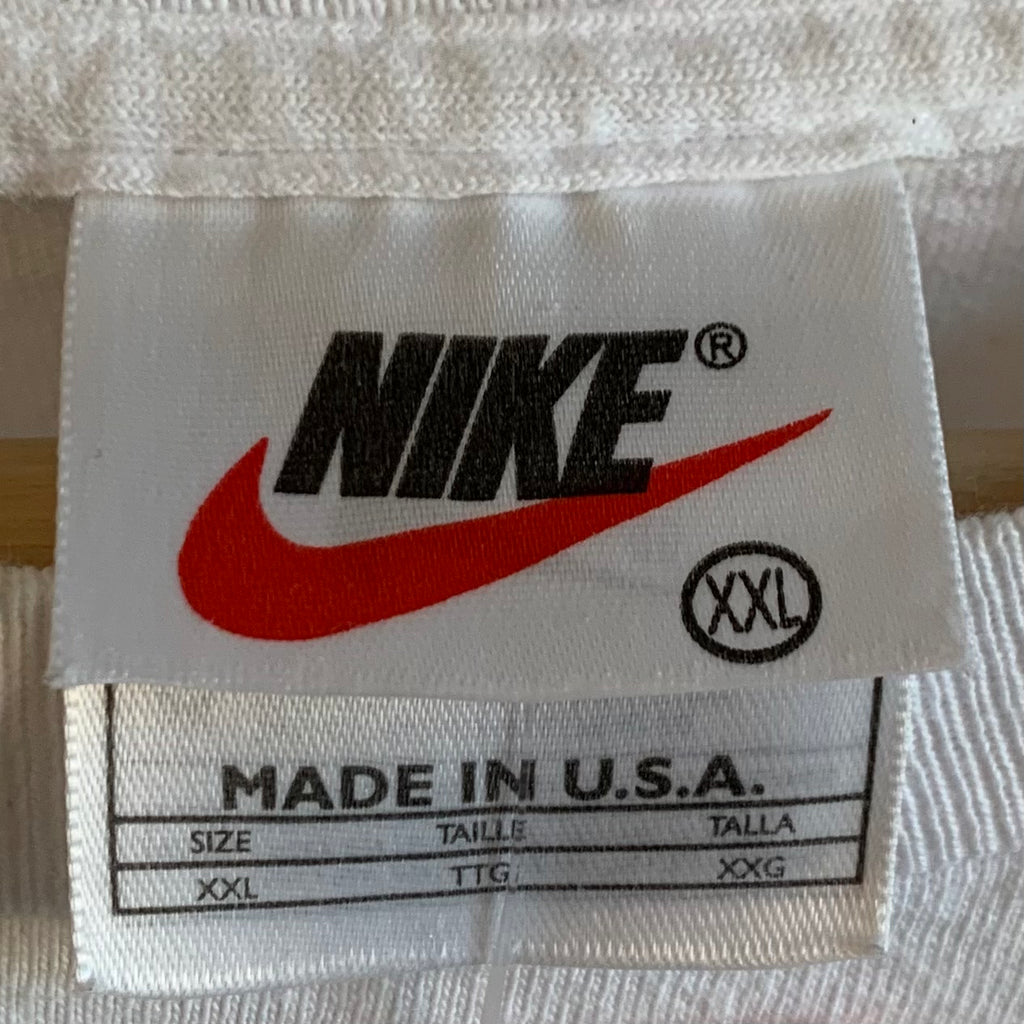 NIKE®
XXL
MADE IN U.S.A.
SIZE TAILLE TALLA
XXL TTG XXG